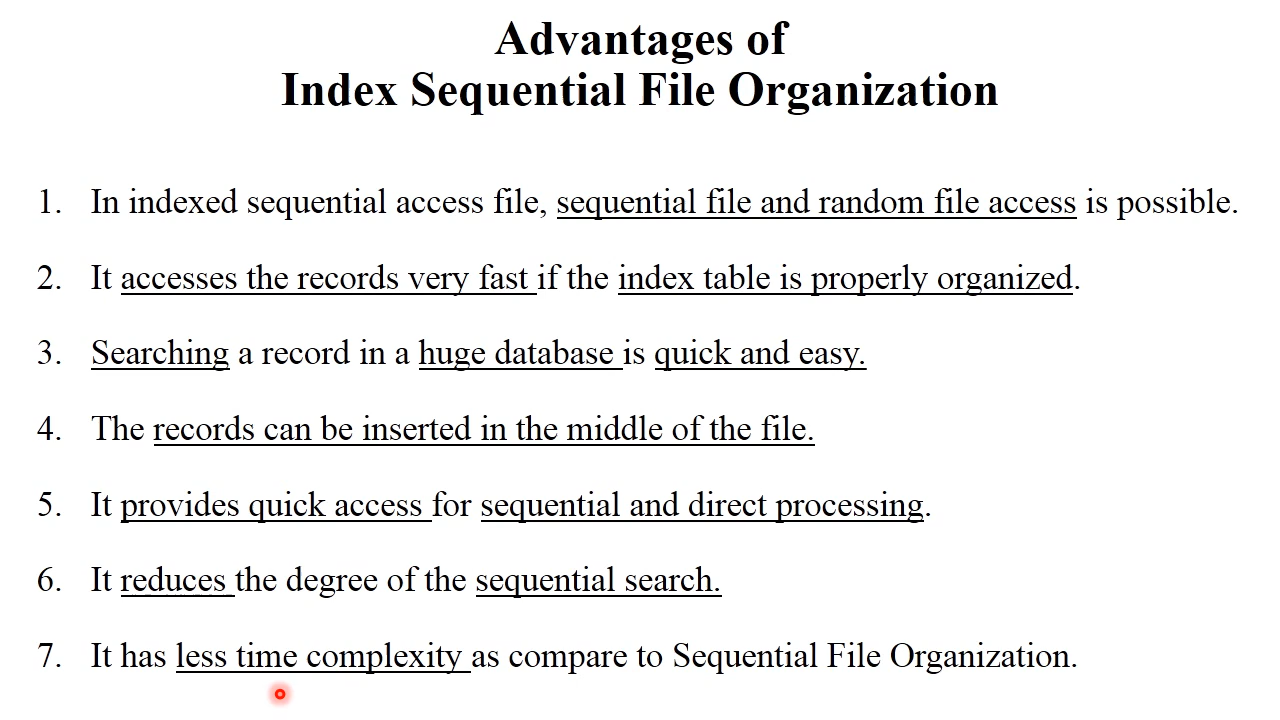 Advantages of
Index Sequential File Organization
1. In indexed sequential access file, sequential file and random file access is possible.
2. It accesses the records very fast if the index table is properly organized.
3. Searching a record in a huge database is quick and easy.
4. The records can be inserted in the middle of the file.
5. It provides quick access for sequential and direct processing.
6. It reduces the degree of the sequential search.
7. It has less time complexity as compare to Sequential File Organization.